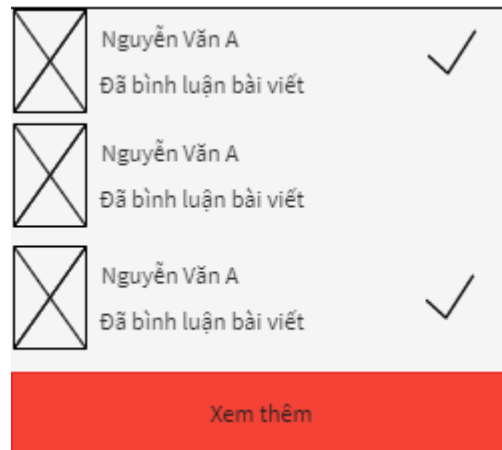 Nguyễn Văn A
Đã bình luận bài viết
Nguyễn Văn A
Đã bình luận bài viết
Nguyễn Văn A
Đã bình luận bài viết
Xem thêm